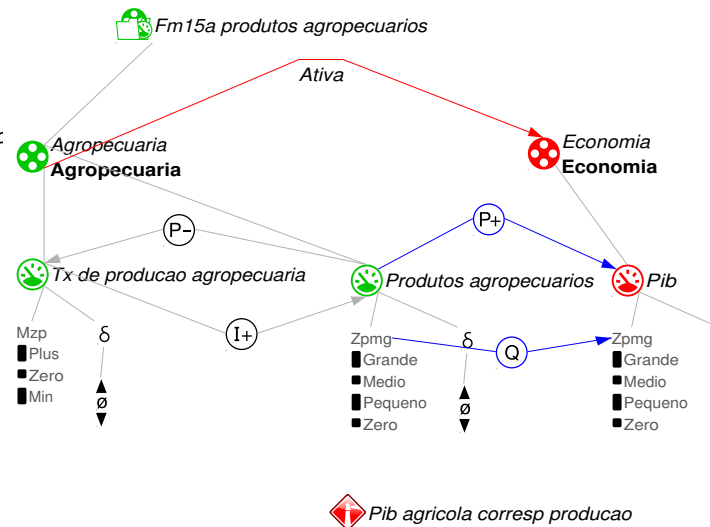 Fm15a produtos agropecuarios
Ativa
Agropecuaria
Agropecuaria
Economia
Economia
P-
P+
Tx de producao agropecuaria
Produtos agropecuarios
Pib
I+
Q
Mzp
Plus
Zero
Min
δ
ø
Zpmg
Grande
Medio
Pequeno
Zero
δ
ø
Zpmg
Grande
Medio
Pequeno
Zero
Pib agricola corresp producao